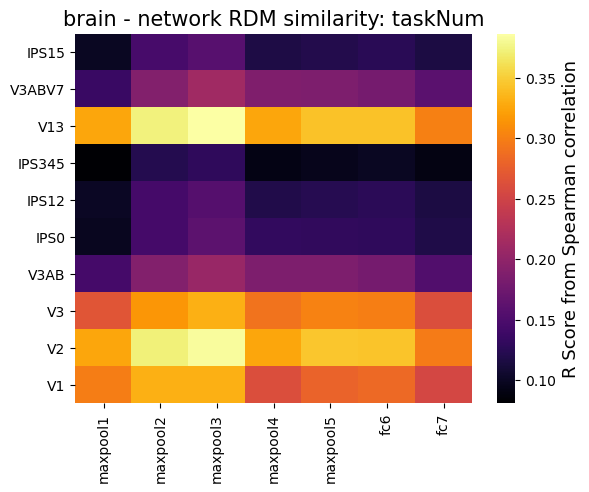 brain - network RDM similarity: taskNum
IPS15
V3ABV7
V13
IPS345
IPS12
IPS0
V3AB
V3
V2
V1
maxpool1
maxpool2
maxpool3
maxpool4
maxpool5
fc6
fc7
0.35
0.30
0.25
0.20
0.15
0.10
R Score from Spearman correlation